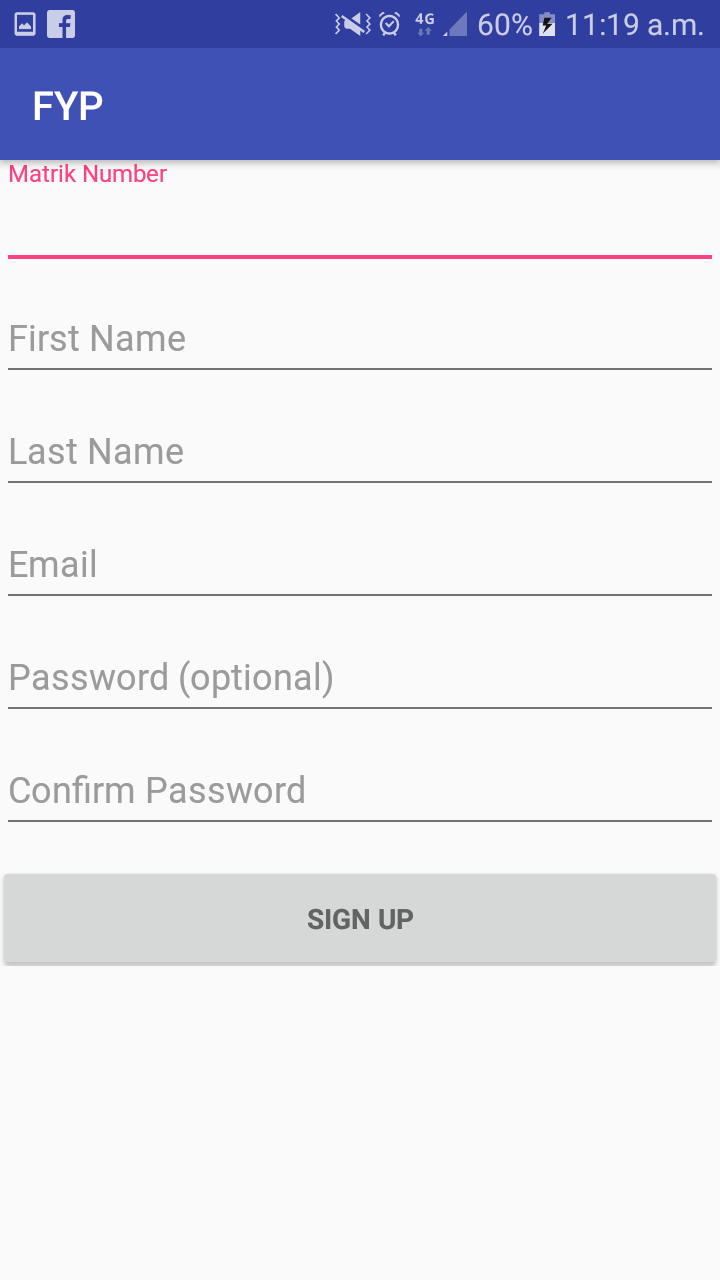 4G 60% 11:19 a.m.
FYP
Matrik Number
First Name
Last Name
Email
Password (optional)
Confirm Password
SIGN UP